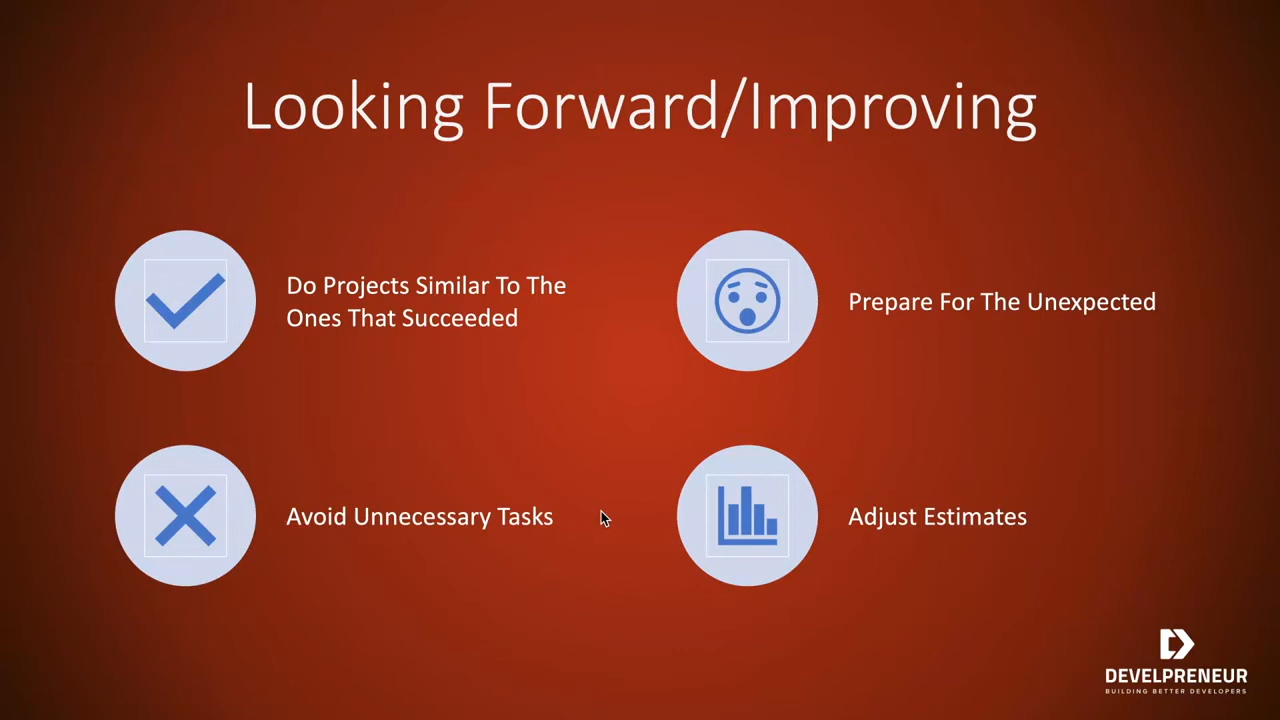 Looking Forward/Improving
Do Projects Similar To The
Ones That Succeeded
Prepare For The Unexpected
Avoid Unnecessary Tasks
Adjust Estimates
DEVELPRENEUR
BUILDING BETTER DEVELOPERS